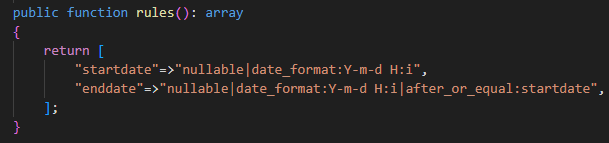 public function rules(): array
{
return [
"startdate"=>"nullable|date_format:Y-m-d H:i",
"enddate"=>"nullable|date_format:Y-m-d H:i|after_or_equal:startdate",
];
}